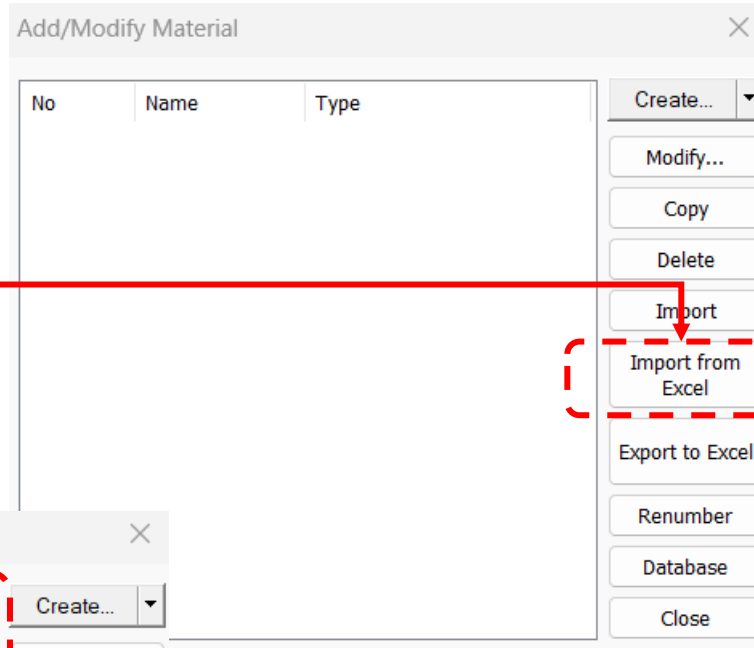 Add/Modify Material
No Name Type
Create...
Modify...
Copy
Delete
Import
Import from
Excel
Export to Excel
Renumber
Database
Close
Create...